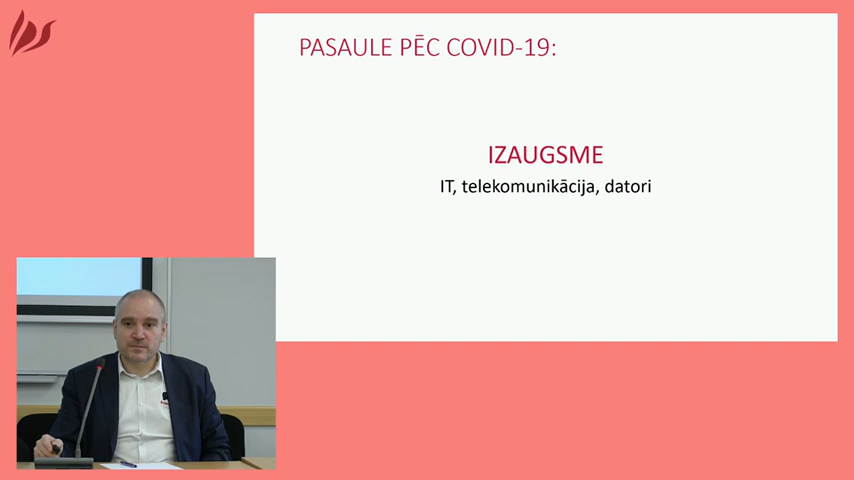 PASAULE PĒC COVID-19:
IZAUGSME
IT, telekomunikācija, datori